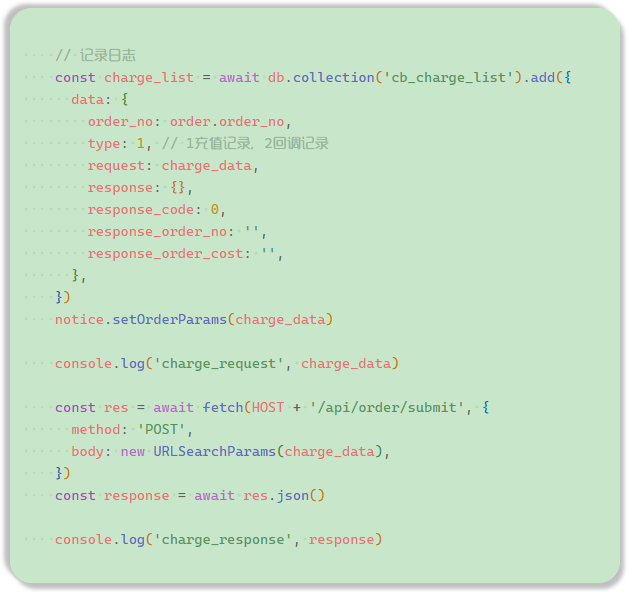 // 记录日志
const charge_list = await db.collection('cb_charge_list').add({
data: {
order_no: order.order_no,
type: 1, // 1充值记录，2回调记录
request: charge_data,
response: {},
response_code: 0,
response_order_no: '',
response_order_cost: '',
},
})
notice.setOrderParams(charge_data)
console.log('charge_request', charge_data)
const res = await fetch(HOST + '/api/order/submit', {
method: 'POST',
body: new URLSearchParams(charge_data),
})
const response = await res.json()
console.log('charge_response', response)